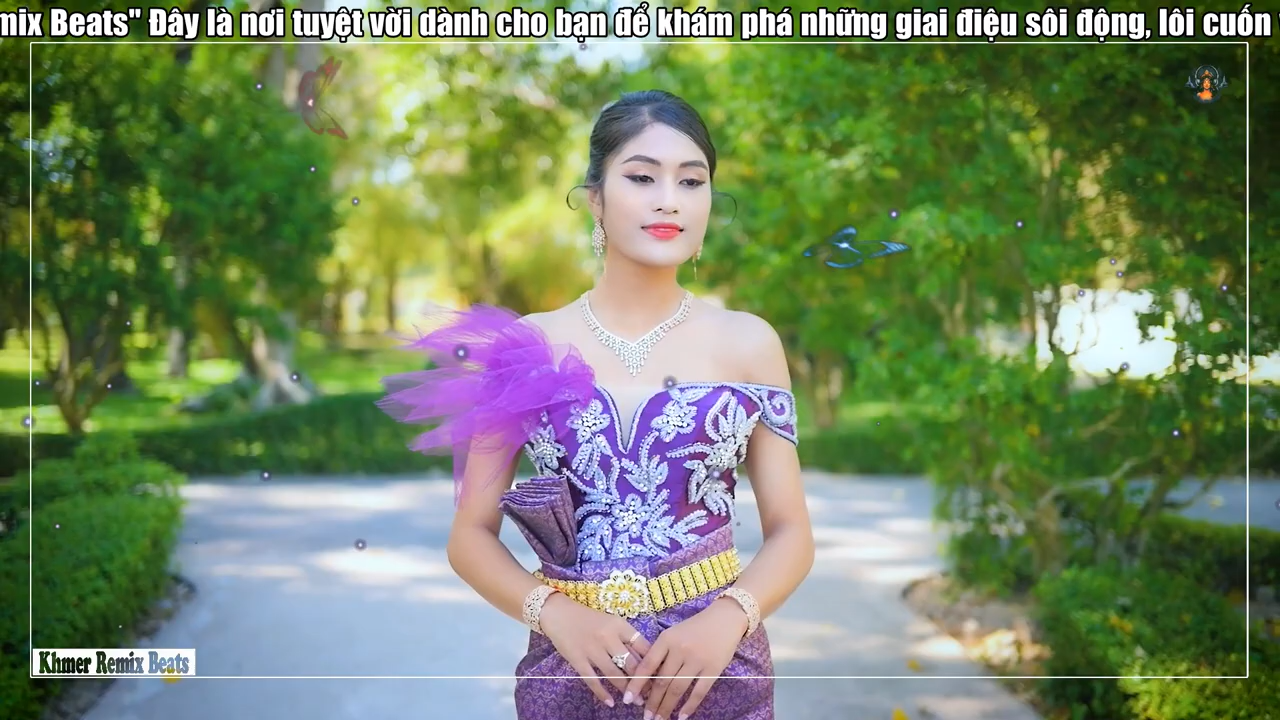 mix Beats" Đây là nơi tuyệt vời dành cho bạn để khám phá những giai điệu sôi động, lôi cuốn
Khmer Remix Beats